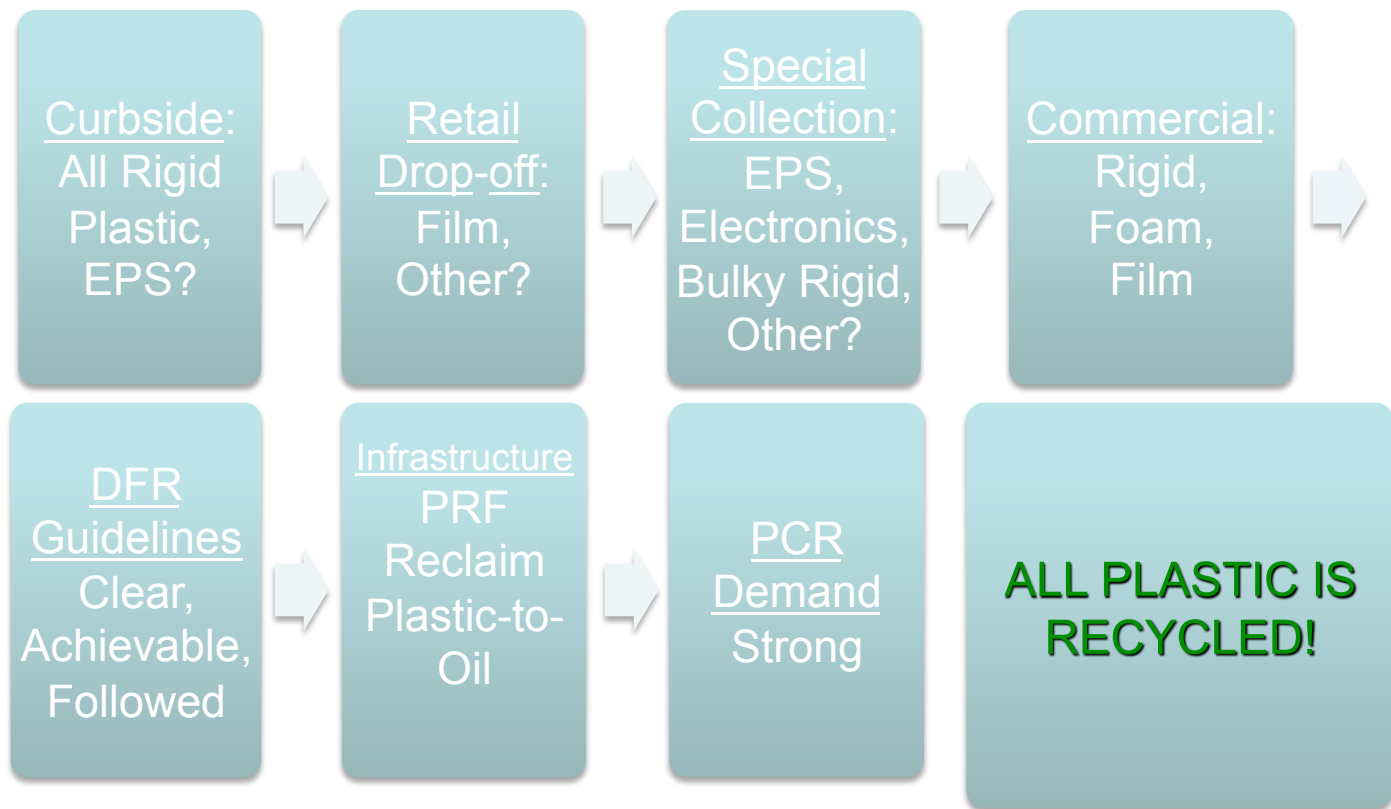 Curbside:
All Rigid
Plastic,
EPS?
Retail
Drop-off:
Film,
Other?
Special
Collection:
EPS,
Electronics,
Bulky Rigid,
Other?
Commercial:
Rigid,
Foam,
Film
DFR
Guidelines
Clear,
Achievable,
Followed
Infrastructure
PRF
Reclaim
Plastic-to-
Oil
PCR
Demand
Strong
ALL PLASTIC IS
RECYCLED!